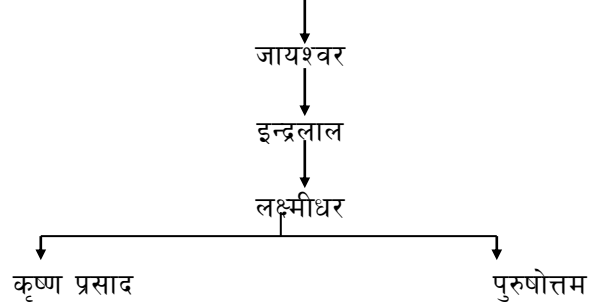 जायश्वर
इन्द्रलाल
लक्ष्मीधर
कृष्ण प्रसाद पुरुषोत्तम